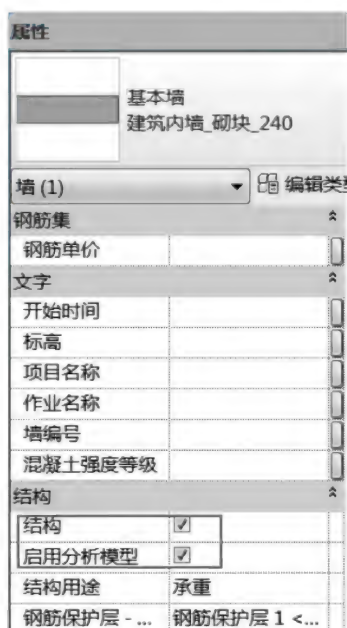 属性
基本墙
建筑内墙_砌块_240
墙 (1) 编辑类型
钢筋集
钢筋单价
文字
开始时间
标高
项目名称
作业名称
墙编号
混凝土强度等级
结构
结构
启用分析模型
结构用途 承重
钢筋保护层 - ... 钢筋保护层 1 <...